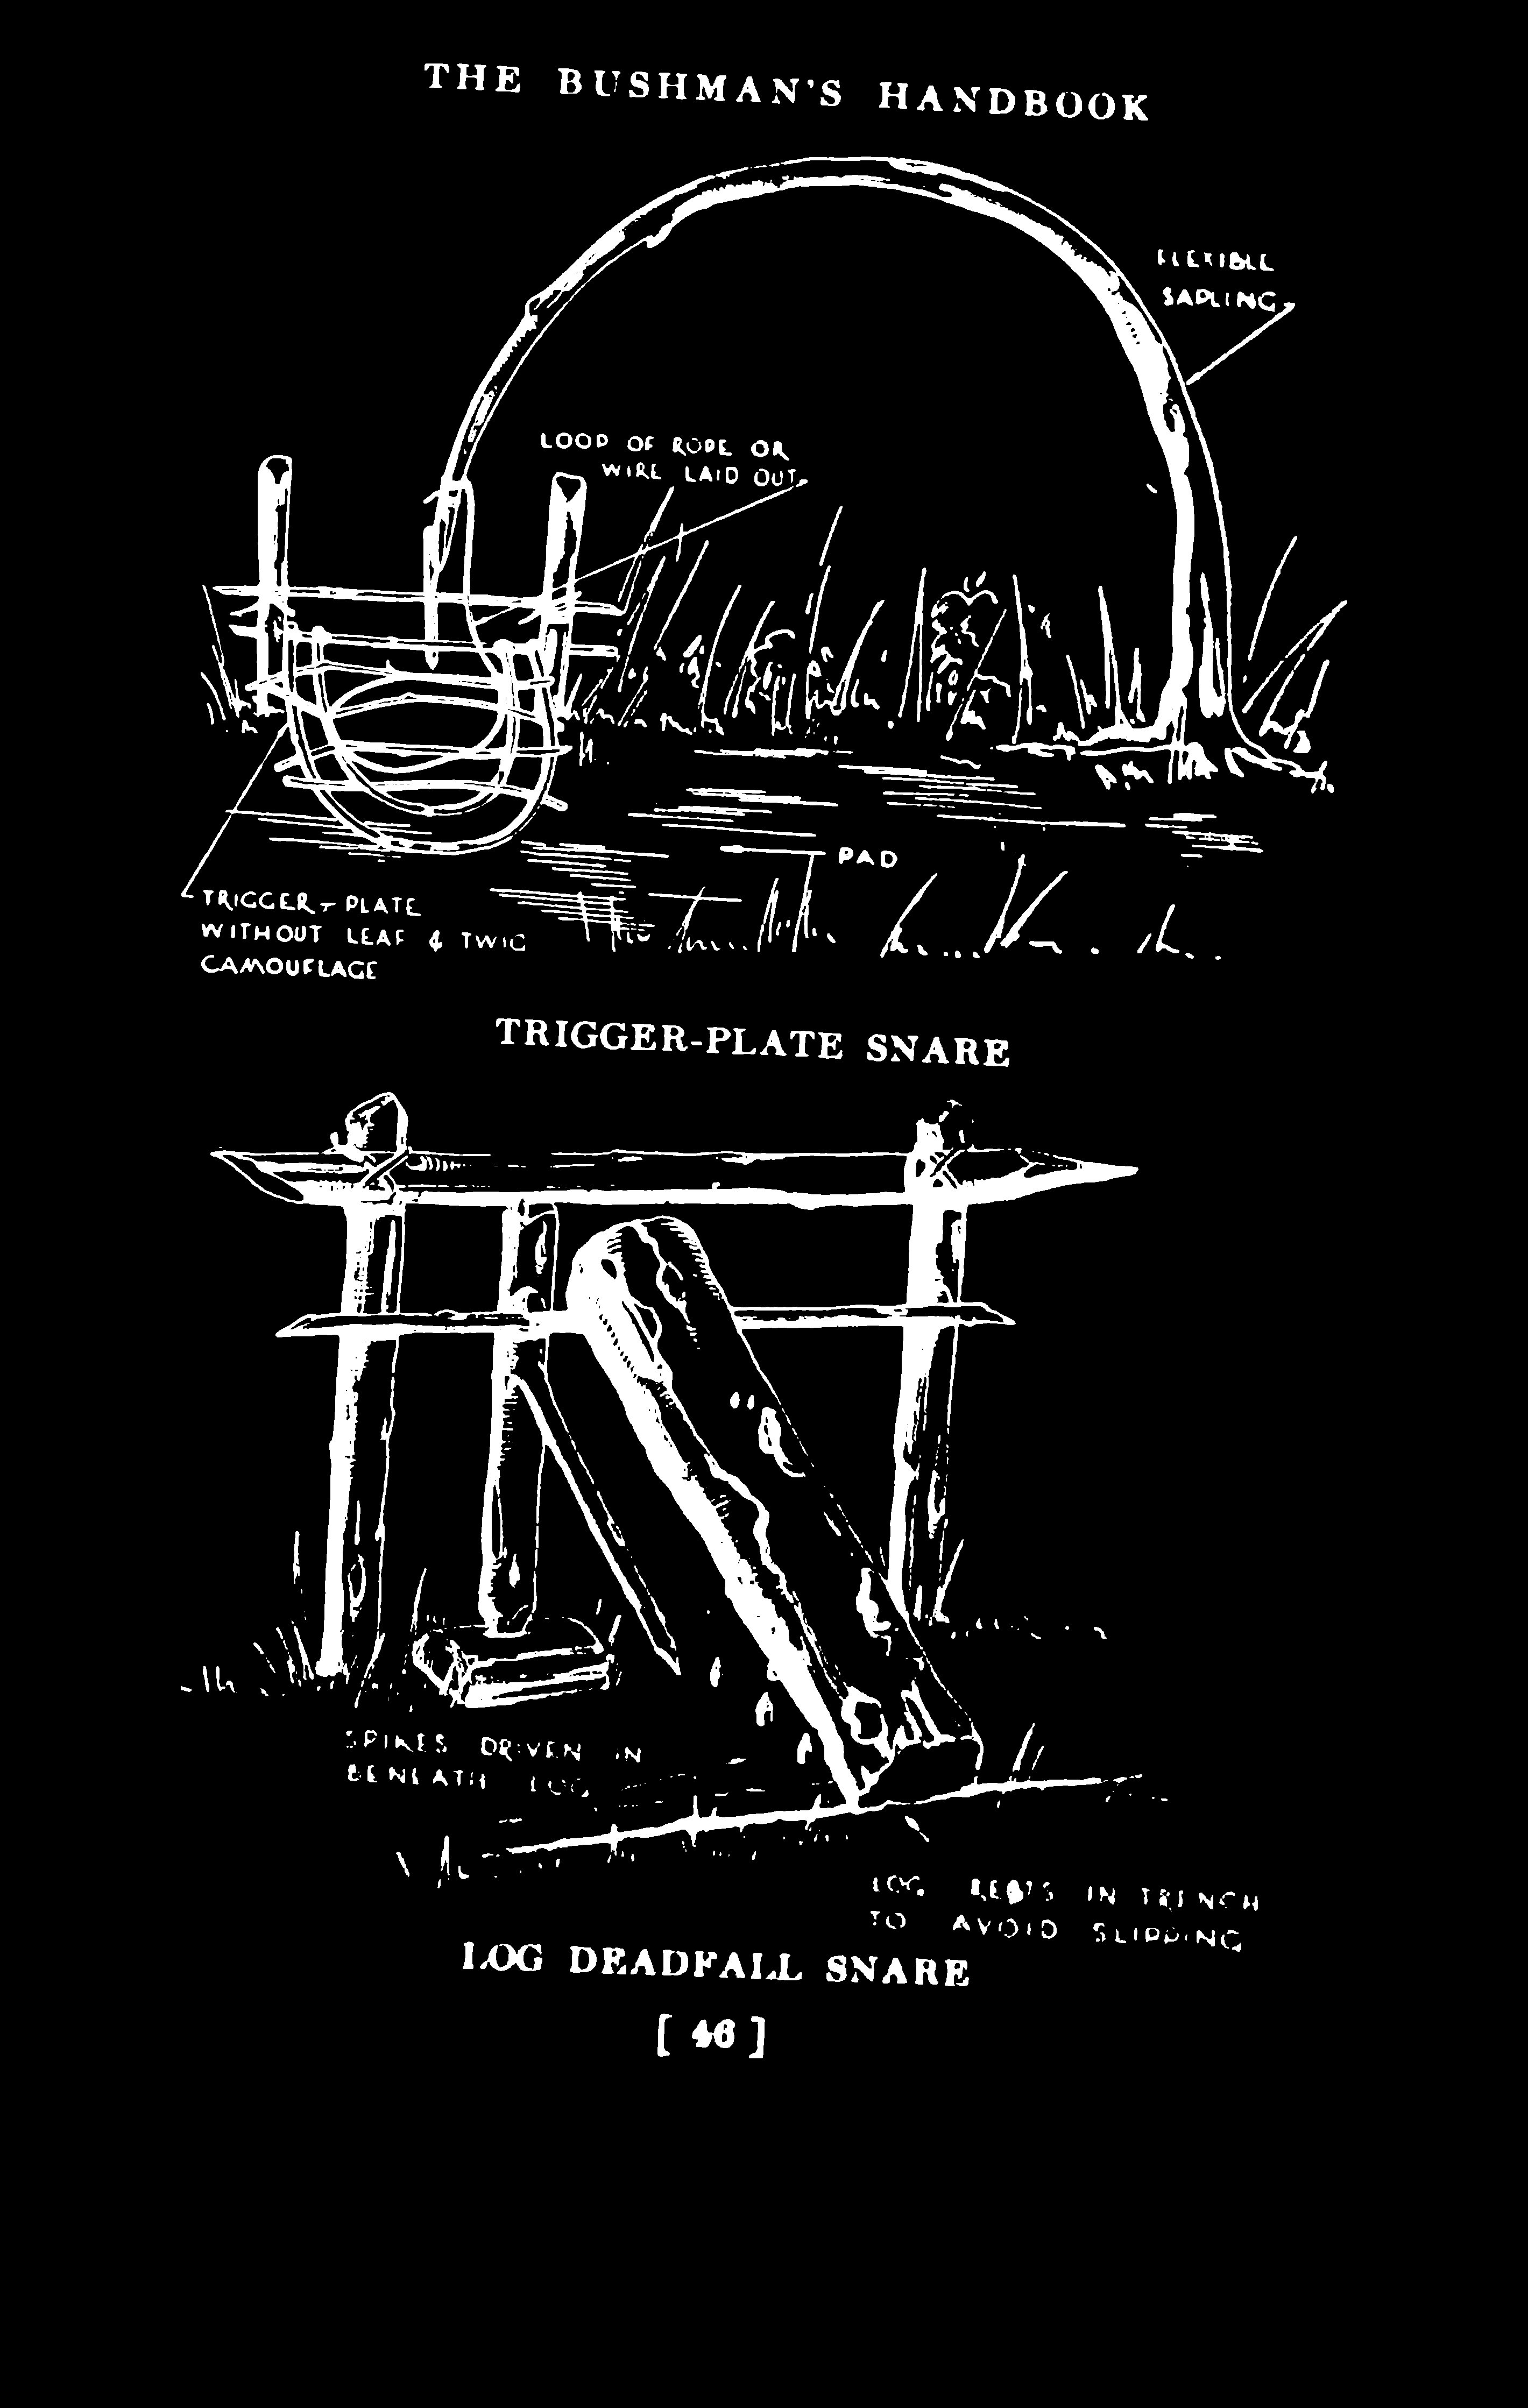 THE BUSHMAN'S HANDBOOK
FLEXIBLE
SAPLING
LOOP OF ROPE OR
WIRE LAID OUT
PAD
TRIGGER-PLATE
WITHOUT LEAF & TWIG
CAMOUFLAGE
TRIGGER-PLATE SNARE
SPIKES DRIVEN IN
BENEATH LOG
LOG RESTS IN TRENCH
TO AVOID SLIPPING
LOG DEADFALL SNARE
[ 46 ]